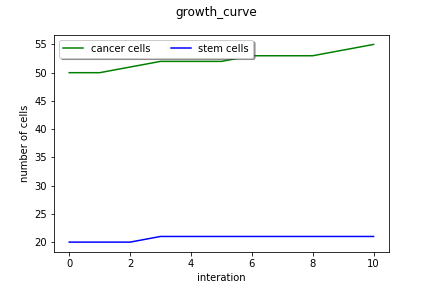 growth_curve
cancer cells
stem cells
55
50
45
40
35
30
25
20
number of cells
0 2 4 6 8 10
interation